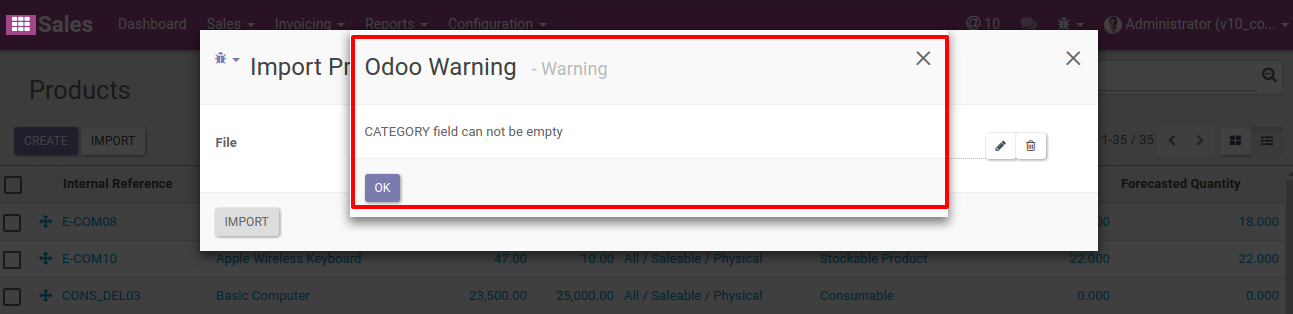 Sales Dashboard Sales Invoicing Reports Configuration @ 10 Administrator (v10_co...
Import Pr
Odoo Warning - Warning
Products
CATEGORY field can not be empty
File
CREATE IMPORT
1-35 / 35
OK
Internal Reference Forecasted Quantity
IMPORT
E-COM08 18.000
E-COM10 Apple Wireless Keyboard 47.00 10.00 All / Saleable / Physical Stockable Product 22.000 22.000
CONS_DEL03 Basic Computer 23,500.00 25,000.00 All / Saleable / Physical Consumable 0.000 0.000